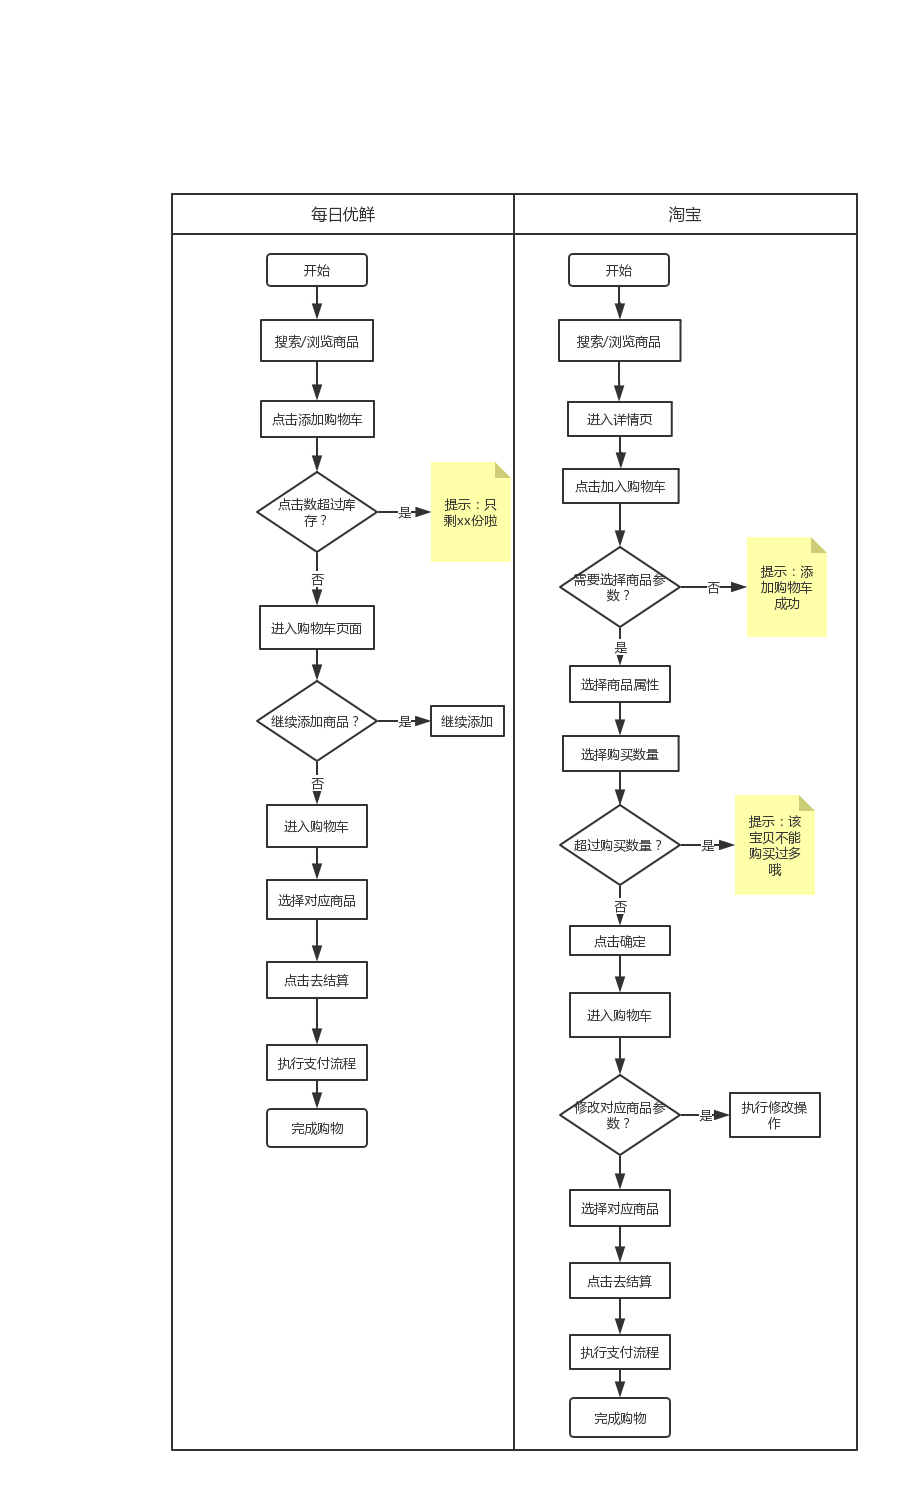 每日优鲜
开始
搜索/浏览商品
点击添加购物车
点击数超过库
存？
是
提示：只
剩xx份啦
否
进入购物车页面
继续添加商品？
是
继续添加
否
进入购物车
选择对应商品
点击去结算
执行支付流程
完成购物
淘宝
开始
搜索/浏览商品
进入详情页
点击加入购物车
需要选择商品参
数？
否
提示：添
加购物车
成功
是
选择商品属性
选择购买数量
超过购买数量？
是
提示：该
宝贝不能
购买过多
哦
否
点击确定
进入购物车
修改对应商品参
数？
是
执行修改操
作
选择对应商品
点击去结算
执行支付流程
完成购物